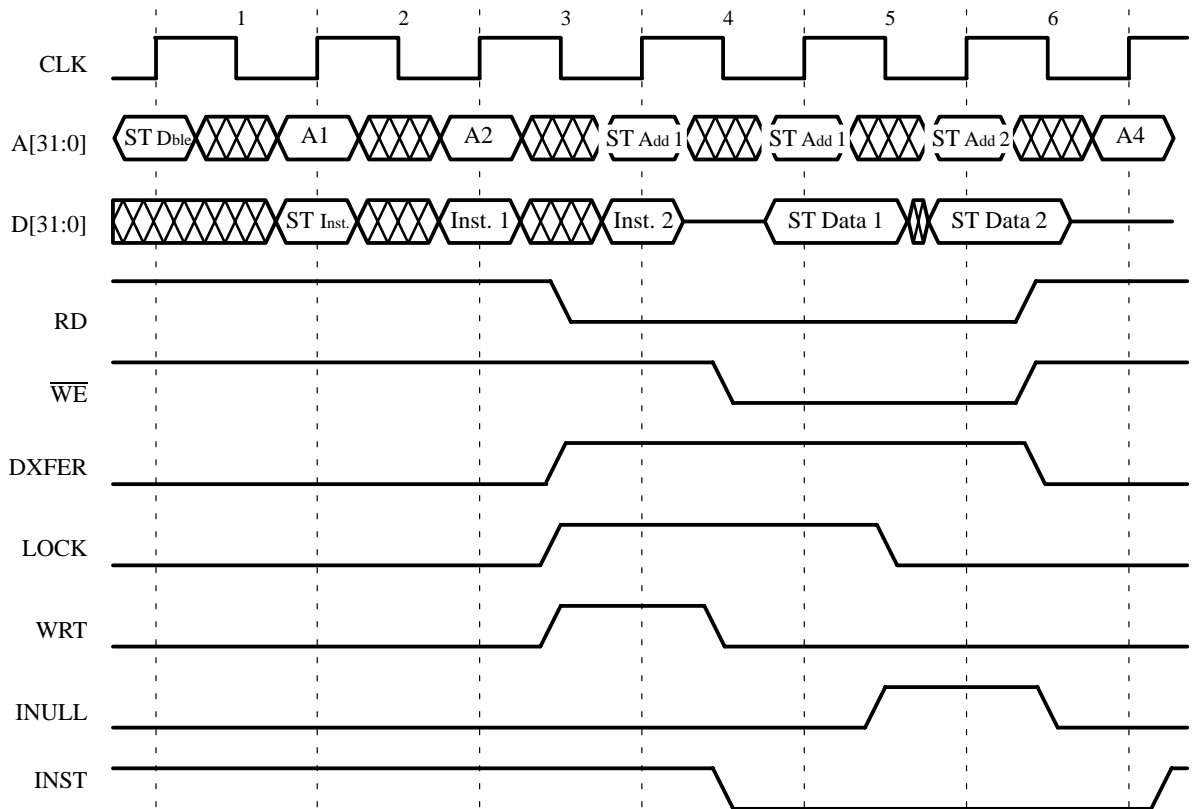 1 2 3 4 5 6
CLK
A[31:0] ST Dble A1 A2 ST Add 1 ST Add 1 ST Add 2 A4
D[31:0] ST Inst. Inst. 1 Inst. 2 ST Data 1 ST Data 2
RD
WE
DXFER
LOCK
WRT
INULL
INST